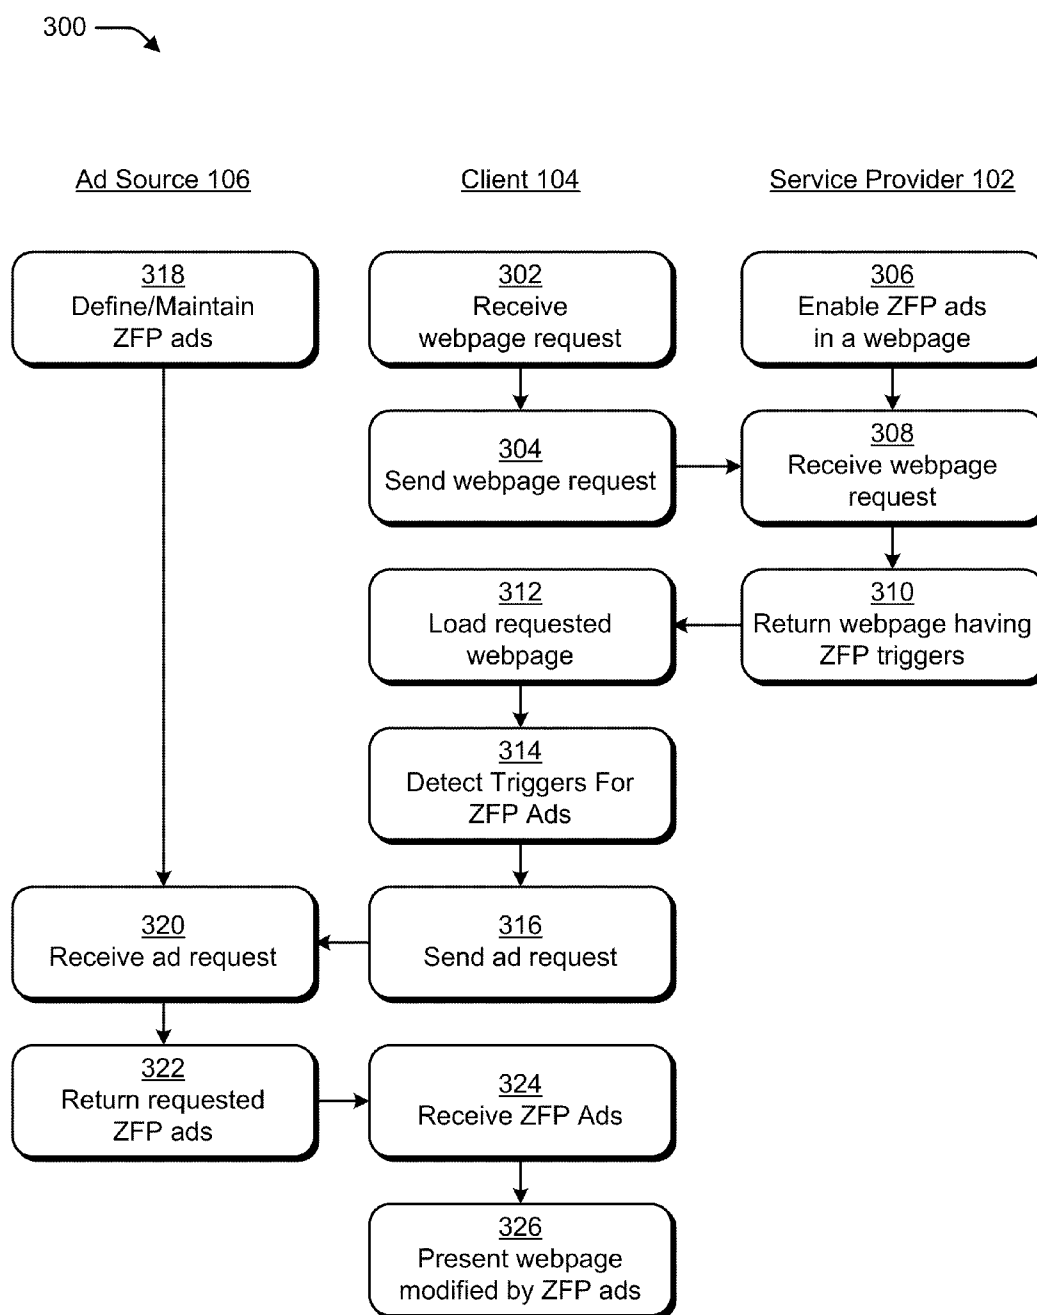 300
Ad Source 106
Client 104
Service Provider 102
318
Define/Maintain
ZFP ads
302
Receive
webpage request
306
Enable ZFP ads
in a webpage
304
Send webpage request
308
Receive webpage
request
312
Load requested
webpage
310
Return webpage having
ZFP triggers
314
Detect Triggers For
ZFP Ads
320
Receive ad request
316
Send ad request
322
Return requested
ZFP ads
324
Receive ZFP Ads
326
Present webpage
modified by ZFP ads